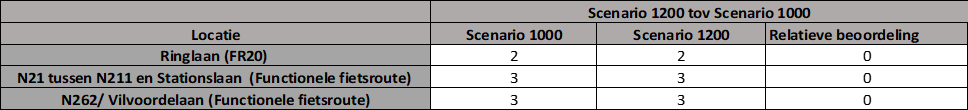 Scenario 1200 tov Scenario 1000
Locatie Scenario 1000 Scenario 1200 Relatieve beoordeling
Ringlaan (FR20) 2 2 0
N21 tussen N211 en Stationslaan (Functionele fietsroute) 3 3 0
N262/ Vilvoordelaan (Functionele fietsroute) 3 3 0